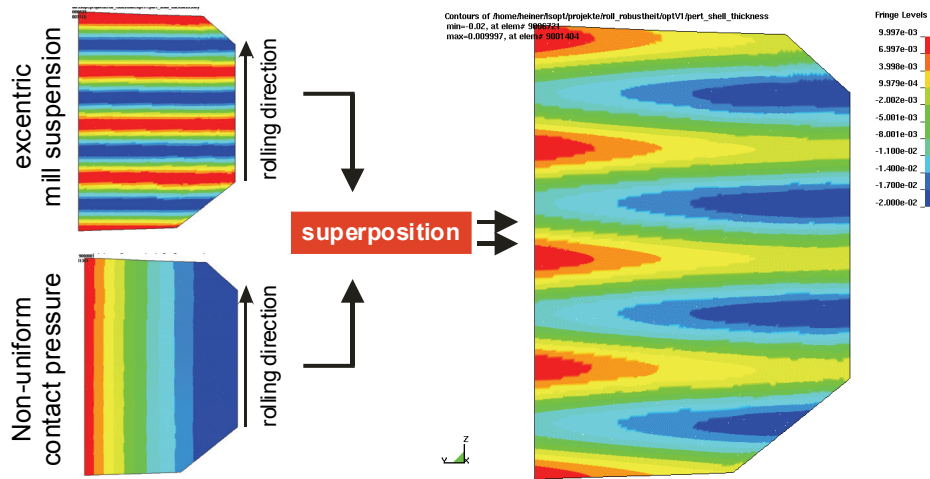 excentric
mill suspension
rolling direction
Non-uniform
contact pressure
rolling direction
superposition
Contours of /home/heiner/lsopt/projekte/roll_robustheit/optV1/pert_shell_thickness
min=-0.02, at elem# 9006721
max=0.009997, at elem# 9001404
Fringe Levels
9.997e-03
6.997e-03
3.998e-03
9.979e-04
-2.002e-03
-5.001e-03
-8.001e-03
-1.100e-02
-1.400e-02
-1.700e-02
-2.000e-02
Z
Y
X